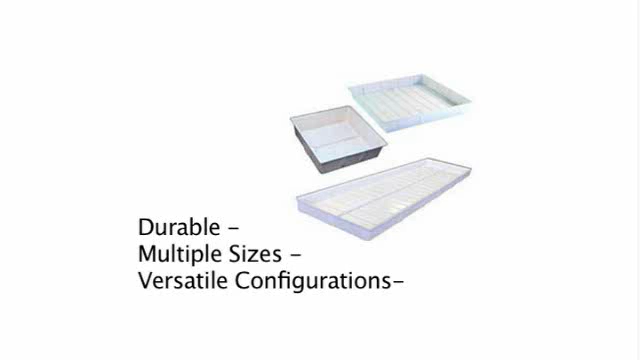 Durable –
Multiple Sizes –
Versatile Configurations–